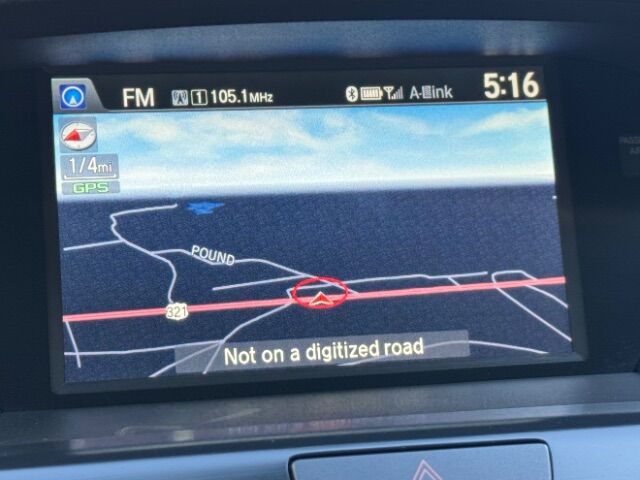 FM 1 105.1MHz A-Link 5:16
1/4mi
GPS
POUND
321
Not on a digitized road